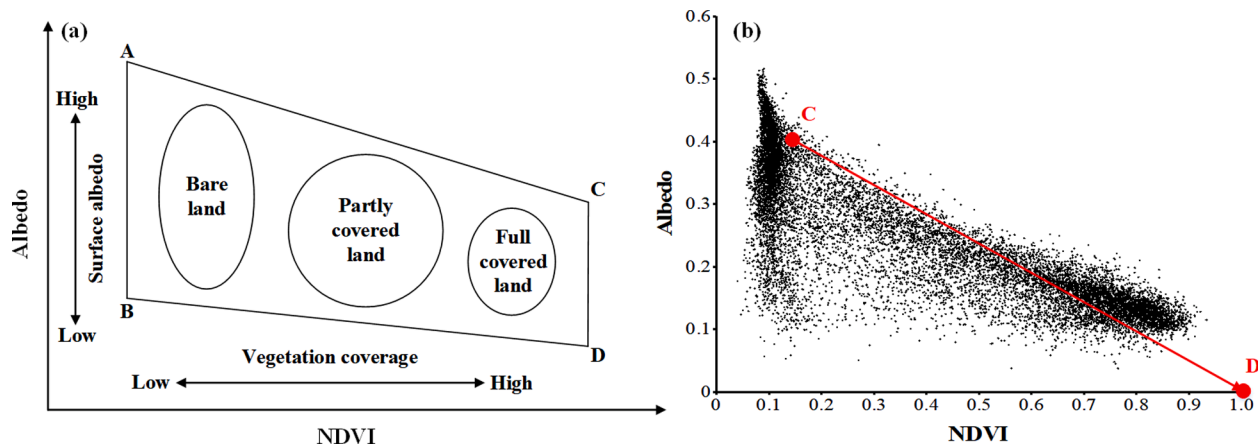 (a)
A
High
Surface albedo
Low
Albedo
B
Bare
land
Partly
covered
land
Full
covered
land
C
D
Vegetation coverage
Low
High
NDVI
(b)
Albedo
0.6
0.5
0.4
0.3
0.2
0.1
0
C
D
0 0.1 0.2 0.3 0.4 0.5 0.6 0.7 0.8 0.9 1.0
NDVI